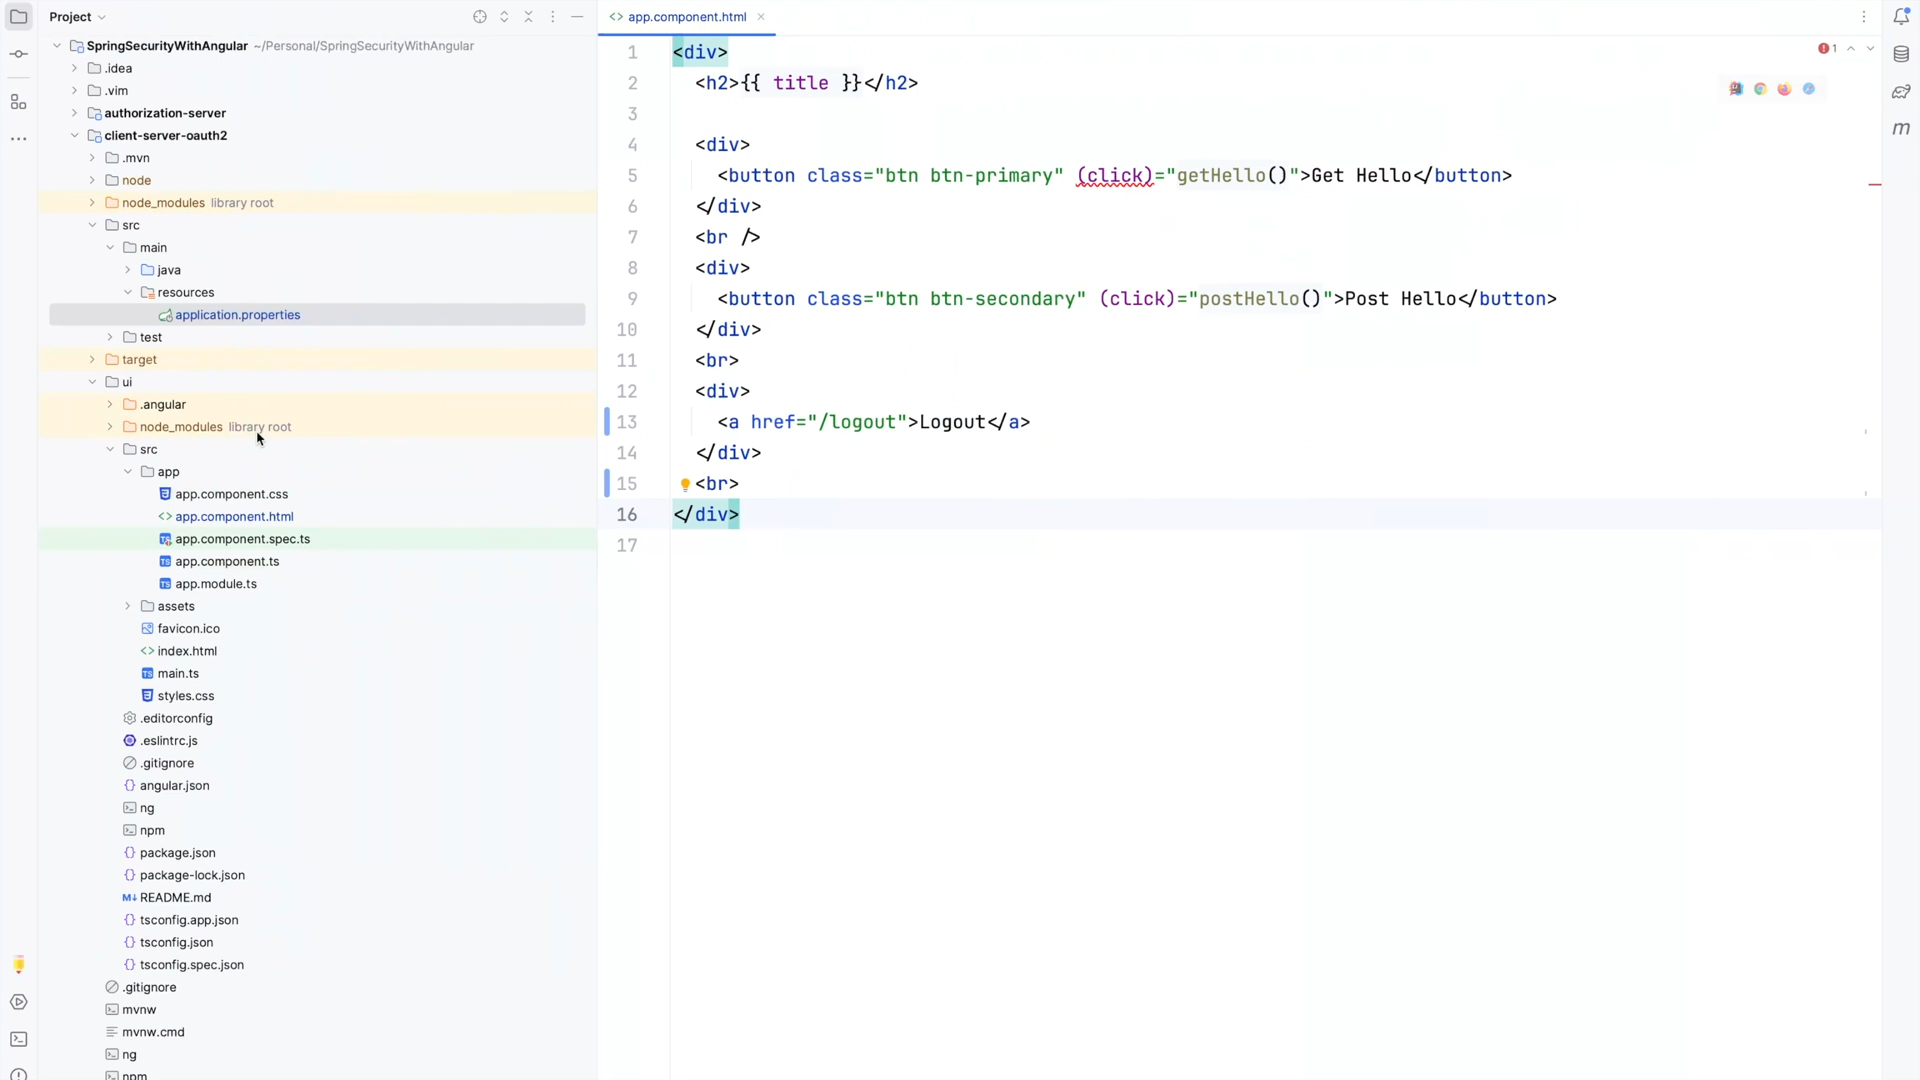 Project
SpringSecurityWithAngular ~/Personal/SpringSecurityWithAngular
.idea
.vim
authorization-server
client-server-oauth2
.mvn
node
node_modules library root
src
main
java
resources
application.properties
test
target
ui
.angular
node_modules library root
src
app
app.component.css
app.component.html
app.component.spec.ts
app.component.ts
app.module.ts
assets
favicon.ico
index.html
main.ts
styles.css
.editorconfig
.eslintrc.js
.gitignore
angular.json
ng
npm
package.json
package-lock.json
README.md
tsconfig.app.json
tsconfig.json
tsconfig.spec.json
.gitignore
mvnw
mvnw.cmd
ng
npm
app.component.html
1
1 <div>
2 <h2>{{ title }}</h2>
3
4 <div>
5 <button class="btn btn-primary" (click)="getHello()">Get Hello</button>
6 </div>
7 <br />
8 <div>
9 <button class="btn btn-secondary" (click)="postHello()">Post Hello</button>
10 </div>
11 <br>
12 <div>
13 <a href="/logout">Logout</a>
14 </div>
15 <br>
16 </div>
17